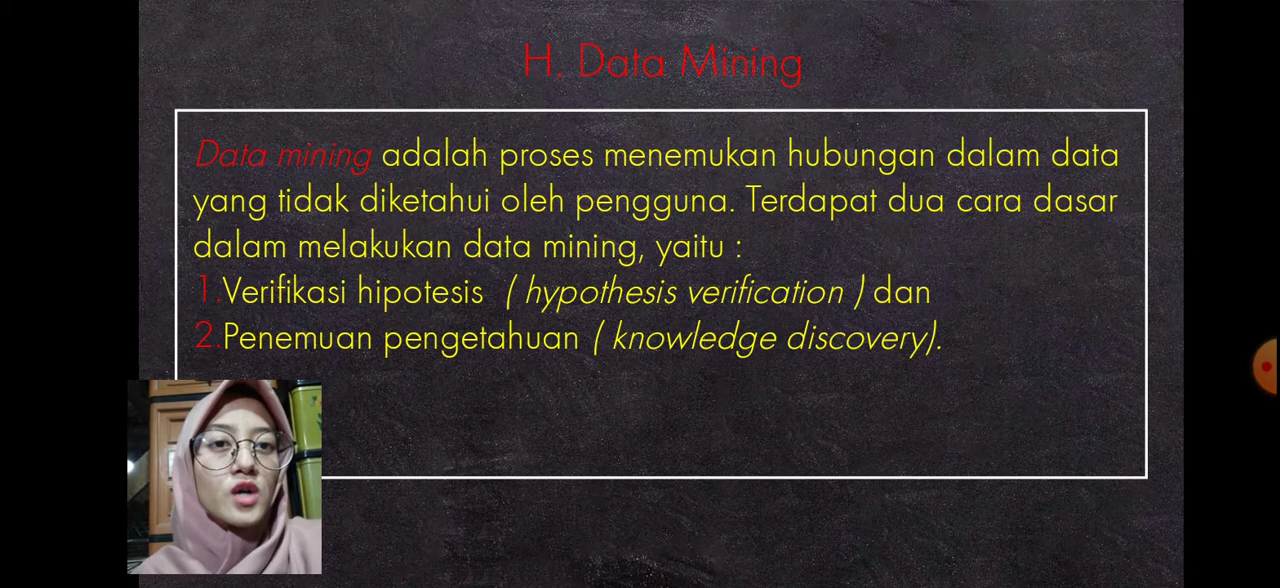 H. Data Mining
Data mining adalah proses menemukan hubungan dalam data
yang tidak diketahui oleh pengguna. Terdapat dua cara dasar
dalam melakukan data mining, yaitu :
1.Verifikasi hipotesis ( hypothesis verification ) dan
2.Penemuan pengetahuan ( knowledge discovery).